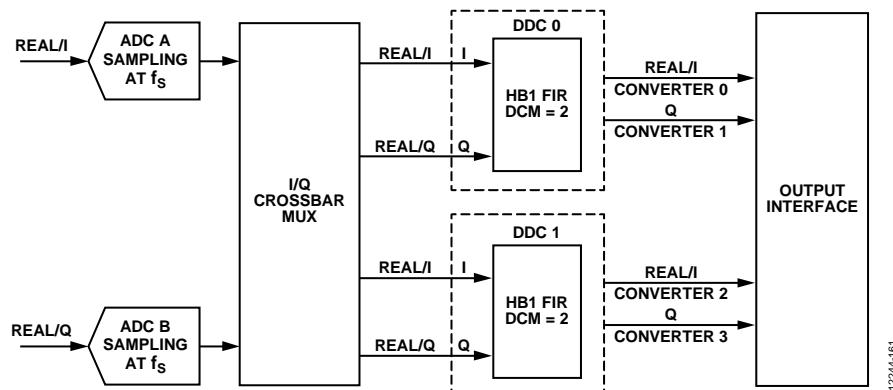 REAL/I
ADC A
SAMPLING
AT fS
I/Q
CROSSBAR
MUX
REAL/I
I
REAL/Q
Q
DDC 0
HB1 FIR
DCM = 2
REAL/I
CONVERTER 0
Q
CONVERTER 1
OUTPUT
INTERFACE
REAL/Q
ADC B
SAMPLING
AT fS
REAL/I
I
REAL/Q
Q
DDC 1
HB1 FIR
DCM = 2
REAL/I
CONVERTER 2
Q
CONVERTER 3